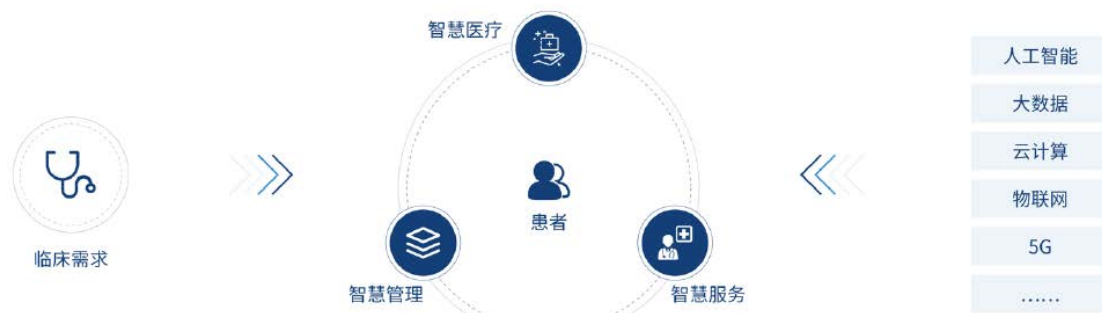 智慧医疗
患者
智慧管理
智慧服务
临床需求
人工智能
大数据
云计算
物联网
5G
……